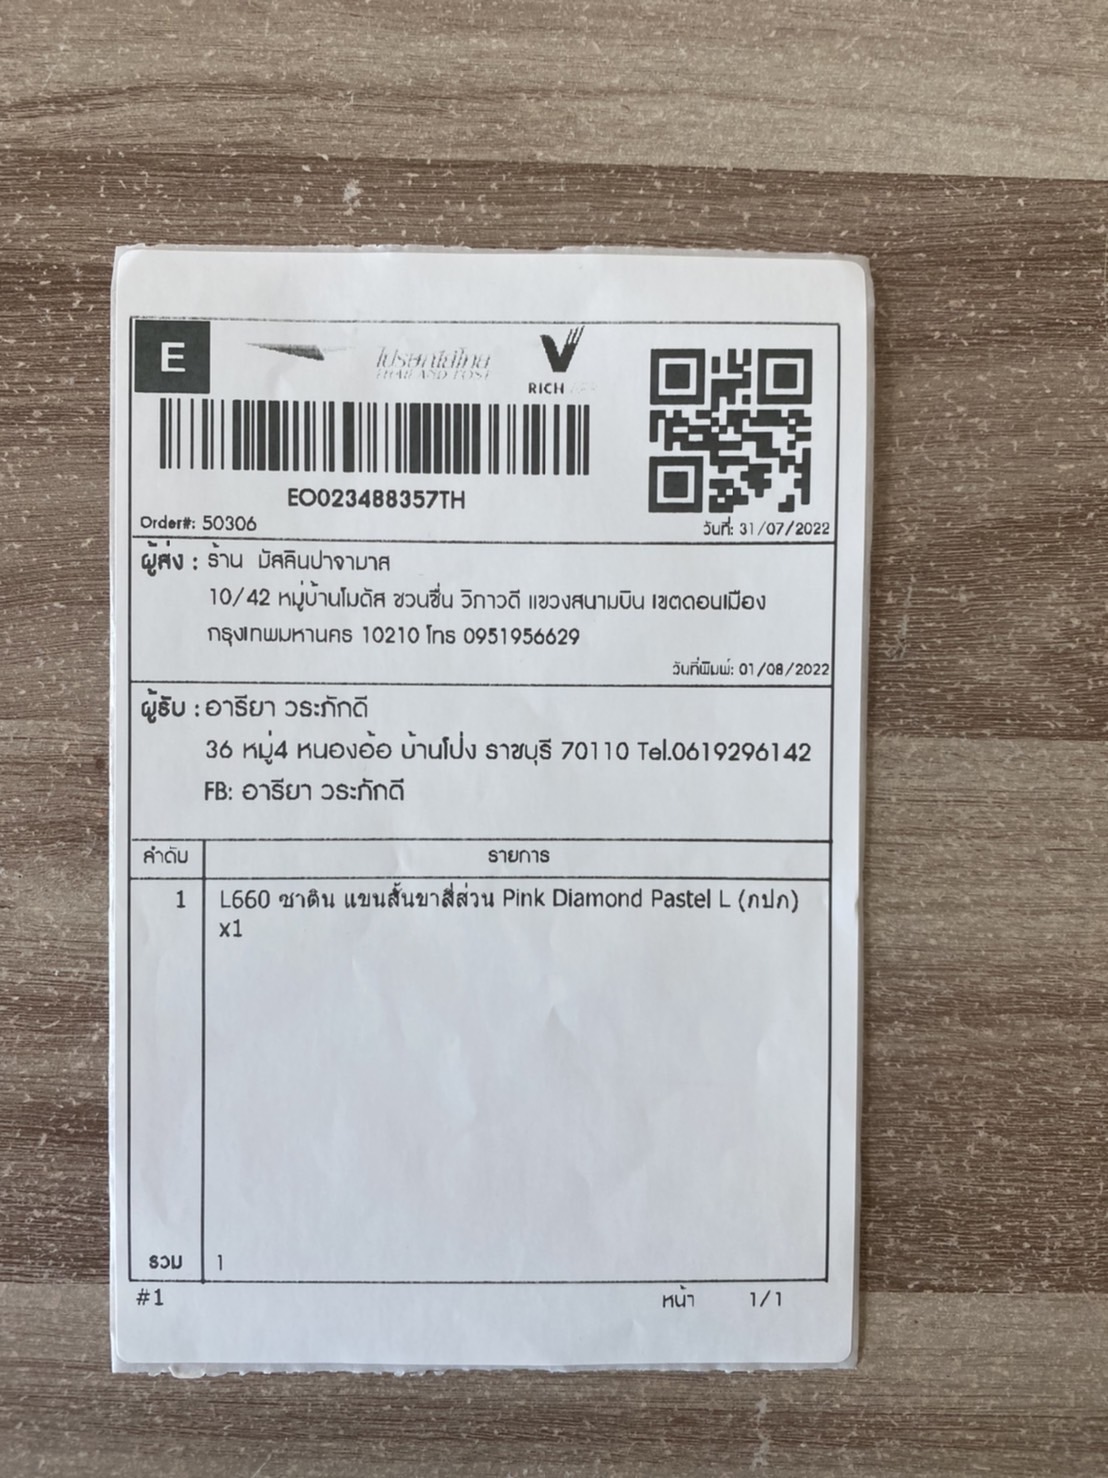 E
ไปรษณีย์ไทย
THAILAND POST
RICH
EO023488357TH
Order#: 50306
วันที่: 31/07/2022
ผู้ส่ง : ร้าน มัสลินปาจามาส
10/42 หมู่บ้านโมดัส ชวนชื่น วิภาวดี แขวงสนามบิน เขตดอนเมือง
กรุงเทพมหานคร 10210 โทร 0951956629
วันที่พิมพ์: 01/08/2022
ผู้รับ : อารียา วระภักดี
36 หมู่4 หนองอ้อ บ้านโป่ง ราชบุรี 70110 Tel.0619296142
FB: อารียา วระภักดี
ลำดับ รายการ
1 L660 ซาติน แขนสั้นขาสี่ส่วน Pink Diamond Pastel L (กปก)
x1
รวม 1
#1 หน้า 1/1